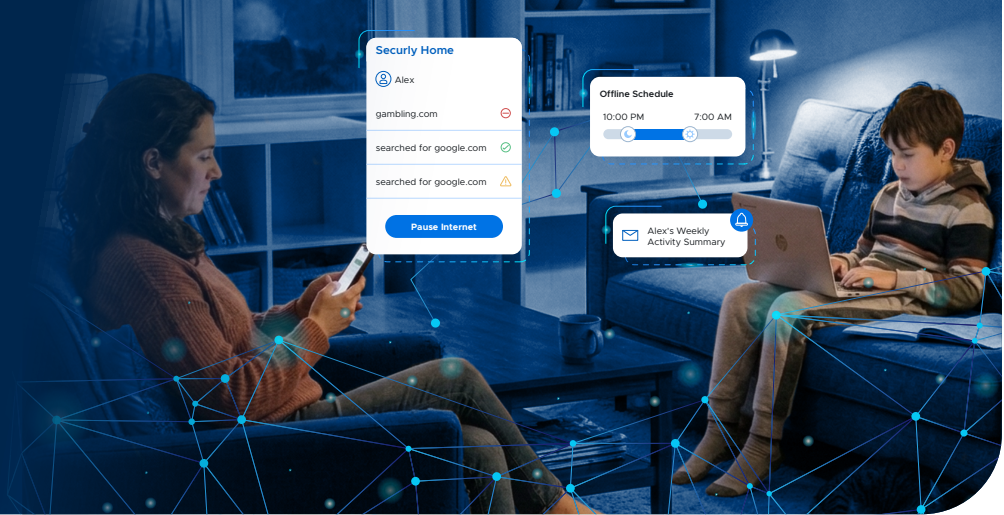 Securly Home
Alex
gambling.com
searched for google.com
searched for google.com
Pause Internet
Offline Schedule
10:00 PM 7:00 AM
Alex's Weekly
Activity Summary